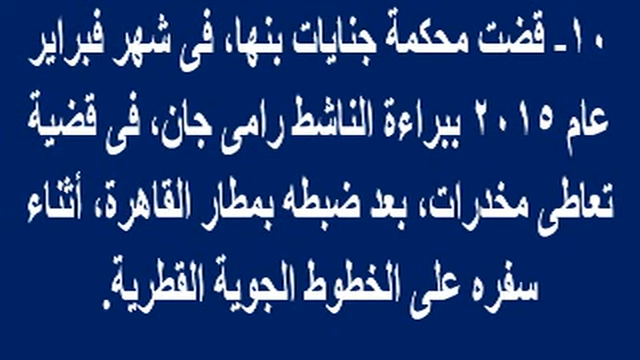 ١٠ـ قضت محكمة جنايات بنها، فى شهر فبراير
عام ٢٠١٥ ببراءة الناشط رامى جان، فى قضية
تعاطى مخدرات، بعد ضبطه بمطار القاهرة، أثناء
سفره على الخطوط الجوية القطرية.